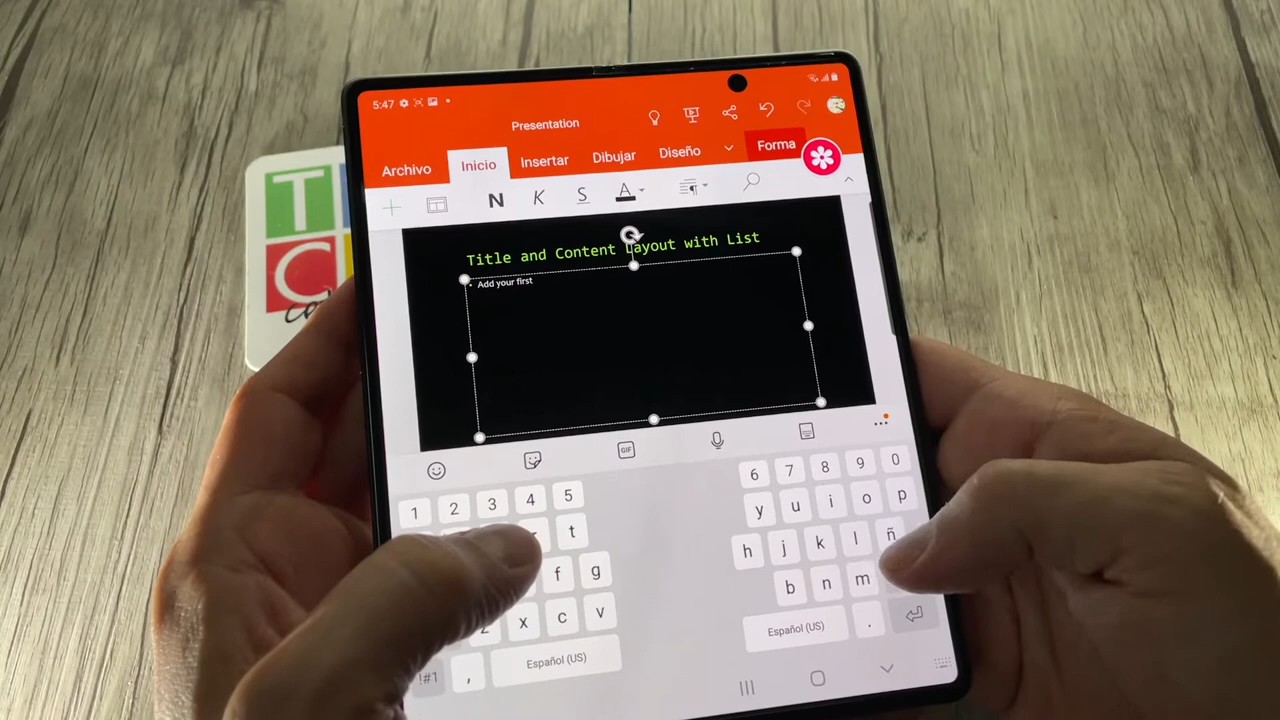 5:47
Presentation
Archivo Inicio Insertar Dibujar Diseño Forma
N K S A
Title and Content Layout with List
• Add your first
GIF
1 2 3 4 5 6 7 8 9 0
t y u i o p
f g h j k l ñ
z x c v b n m
!#1 , Español (US) Español (US) .
T
C